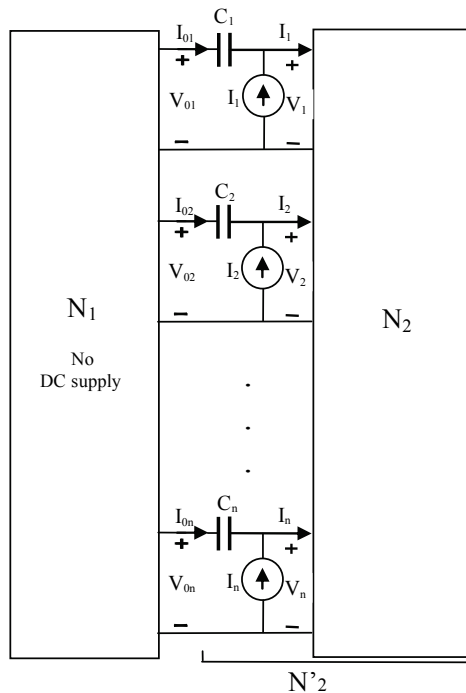 C₁
I₀₁ I₁
+ +
V₀₁ I₁ V₁
– –
C₂
I₀₂ I₂
+ +
V₀₂ I₂ V₂
– –
N₁
No
DC supply
N₂
.
.
.
Cₙ
I₀ₙ Iₙ
+ +
V₀ₙ Iₙ Vₙ
– –
N'₂